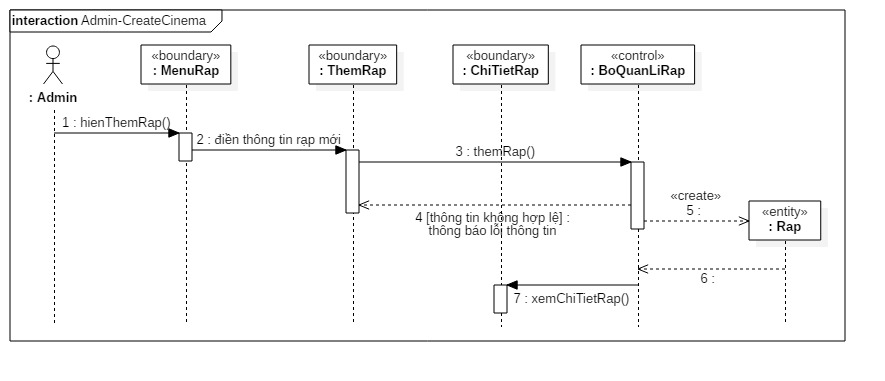 interaction Admin-CreateCinema
: Admin
«boundary»
: MenuRap
«boundary»
: ThemRap
«boundary»
: ChiTietRap
«control»
: BoQuanLiRap
1 : hienThemRap()
2 : điền thông tin rạp mới
3 : themRap()
4 [thông tin không hợp lệ] :
thông báo lỗi thông tin
«create»
5 :
«entity»
: Rap
6 :
7 : xemChiTietRap()